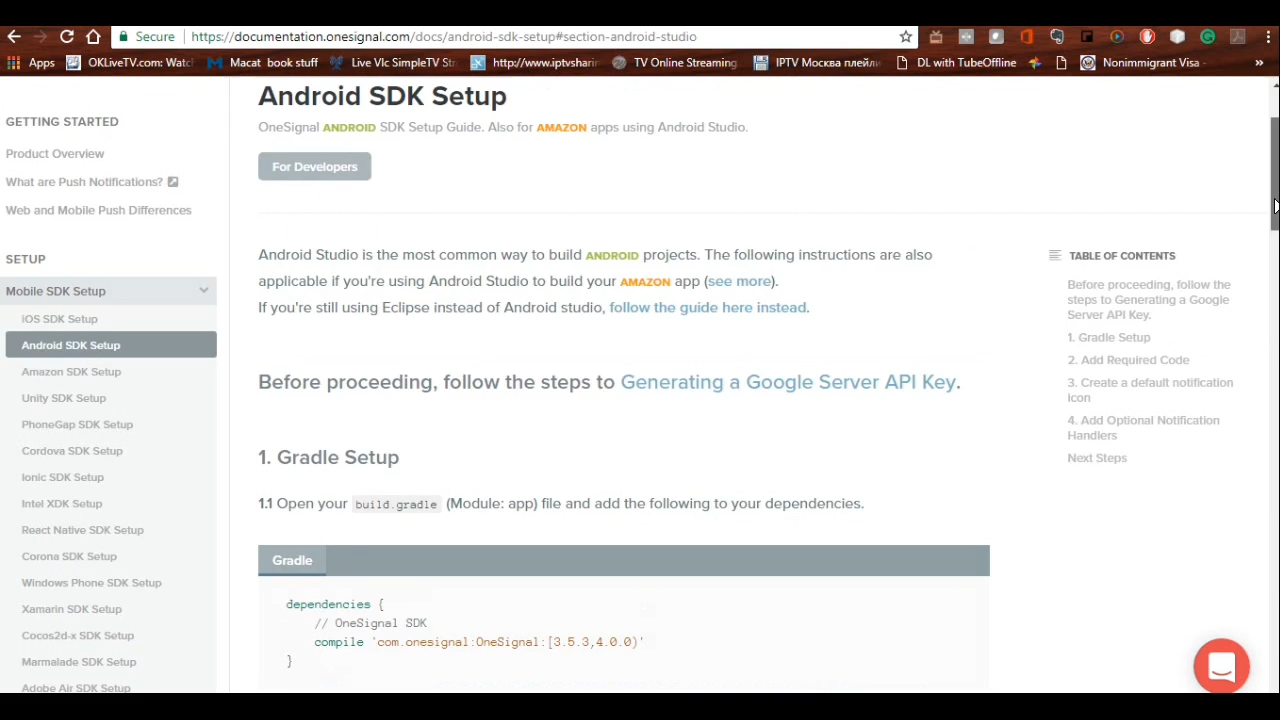 Secure https://documentation.onesignal.com/docs/android-sdk-setup#section-android-studio
Apps OKLiveTV.com: Watch Macat book stuff Live Vlc SimpleTV Str http://www.iptvsharin TV Online Streaming IPTV Москва плейли DL with TubeOffline Nonimmigrant Visa - »
GETTING STARTED
Product Overview
What are Push Notifications?
Web and Mobile Push Differences
SETUP
Mobile SDK Setup
iOS SDK Setup
Android SDK Setup
Amazon SDK Setup
Unity SDK Setup
PhoneGap SDK Setup
Cordova SDK Setup
Ionic SDK Setup
Intel XDK Setup
React Native SDK Setup
Corona SDK Setup
Windows Phone SDK Setup
Xamarin SDK Setup
Cocos2d-x SDK Setup
Marmalade SDK Setup
Adobe Air SDK Setup
Android SDK Setup
OneSignal ANDROID SDK Setup Guide. Also for AMAZON apps using Android Studio.
For Developers
Android Studio is the most common way to build ANDROID projects. The following instructions are also
applicable if you're using Android Studio to build your AMAZON app (see more).
If you're still using Eclipse instead of Android studio, follow the guide here instead.
Before proceeding, follow the steps to Generating a Google Server API Key.
1. Gradle Setup
1.1 Open your build.gradle (Module: app) file and add the following to your dependencies.
Gradle
dependencies {
// OneSignal SDK
compile 'com.onesignal:OneSignal:[3.5.3,4.0.0)'
}
TABLE OF CONTENTS
Before proceeding, follow the
steps to Generating a Google
Server API Key.
1. Gradle Setup
2. Add Required Code
3. Create a default notification
icon
4. Add Optional Notification
Handlers
Next Steps